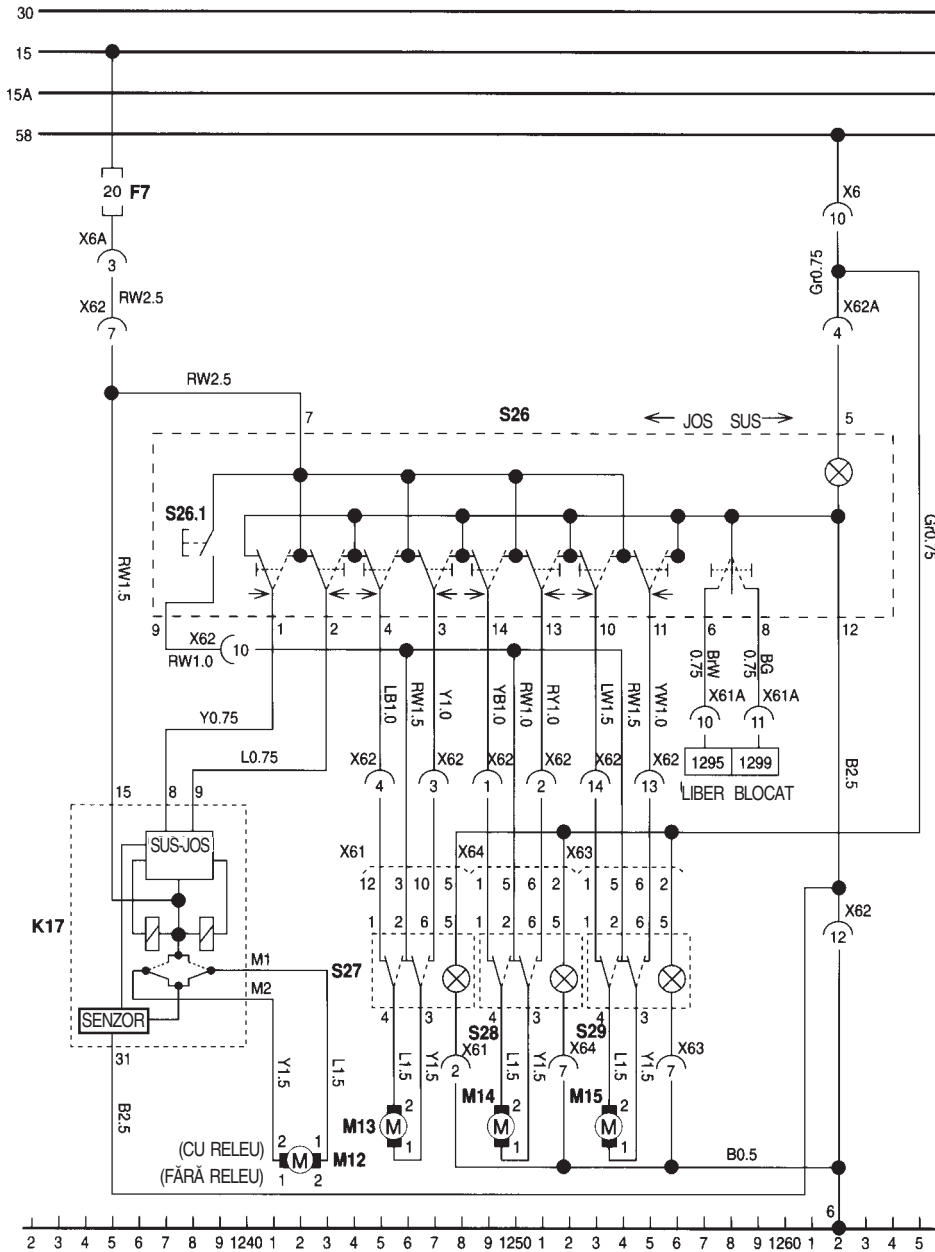 30
15
15A
58
20 F7
X6
10
X6A
3
Gr0.75
X62 RW2.5
7
X62A
4
RW2.5
7 S26 ← JOS SUS → 5
S26.1
Gr0.75
RW1.5
9 1 2 4 3 14 13 10 11 6 8 12
X62
10
RW1.0
LB1.0 RW1.5 Y1.0 YB1.0 RW1.0 RY1.0 LW1.5 RW1.5 YW1.0
BrW 0.75 BG 0.75
X61A X61A
10 11
Y0.75
L0.75
X62 X62 X62 X62 X62 X62
4 3 1 2 14 13
1295 1299
LIBER BLOCAT
B2.5
15 8 9
SUS-JOS
X61 X64 X63
12 3 10 5 1 5 6 2 1 5 6 2
1 2 6 5 1 2 6 5 1 2 6 5
X62
12
K17
M1
M2
S27
SENZOR
31
4 3 4 3 4 3
S28 S29
X61 X64 X63
2 7 7
B2.5
Y1.5 L1.5
L1.5 Y1.5 L1.5 Y1.5 L1.5 Y1.5
M13 M 2 1
M14 M 2 1
M15 M 2 1
(CU RELEU) 2 1
M M12
(FĂRĂ RELEU) 1 2
B0.5
6
2 3 4 5 6 7 8 9 1240 1 2 3 4 5 6 7 8 9 1250 1 2 3 4 5 6 7 8 9 1260 1 2 3 4 5